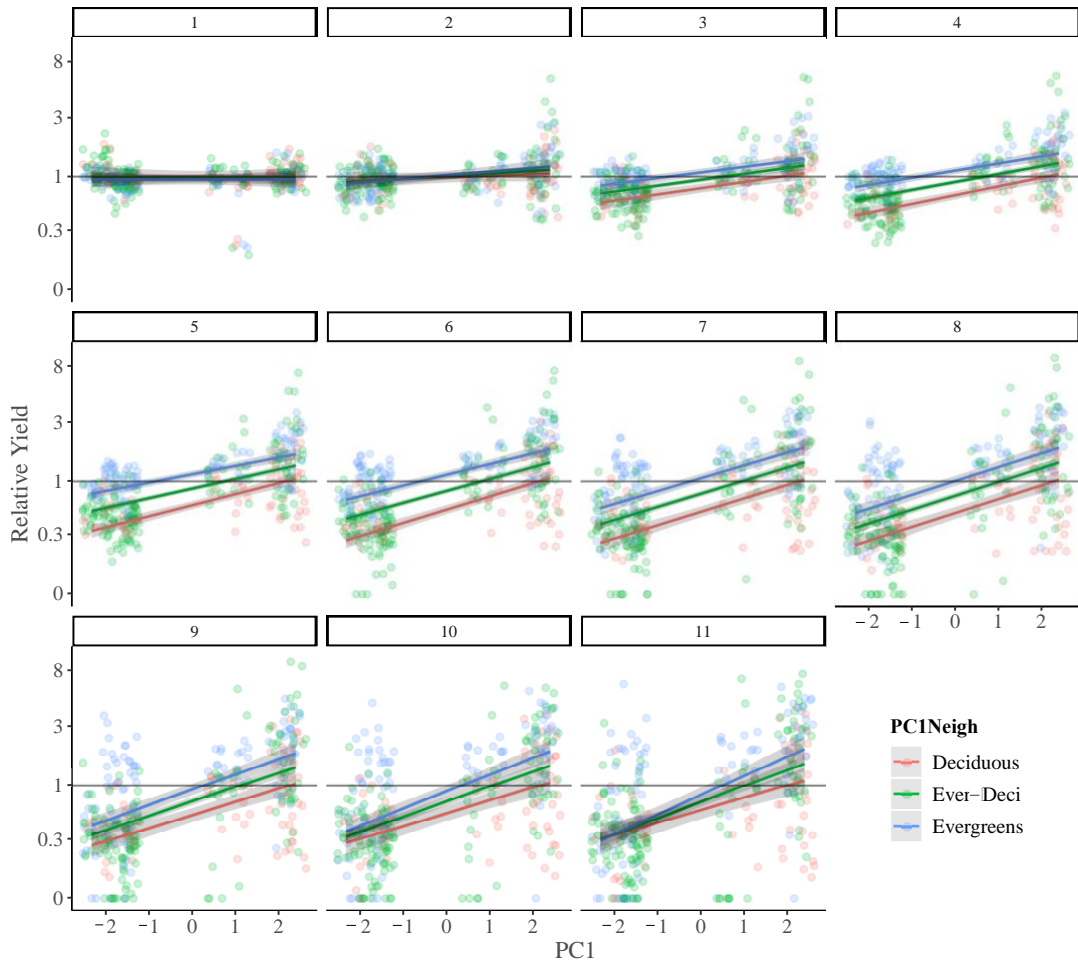 1 2 3 4
8
3
1
0.3
0
5 6 7 8
8
3
1
0.3
0
−2 −1 0 1 2
9 10 11
8
3
1
0.3
0
−2 −1 0 1 2 −2 −1 0 1 2 −2 −1 0 1 2
Relative Yield
PC1
PC1Neigh
Deciduous
Ever−Deci
Evergreens